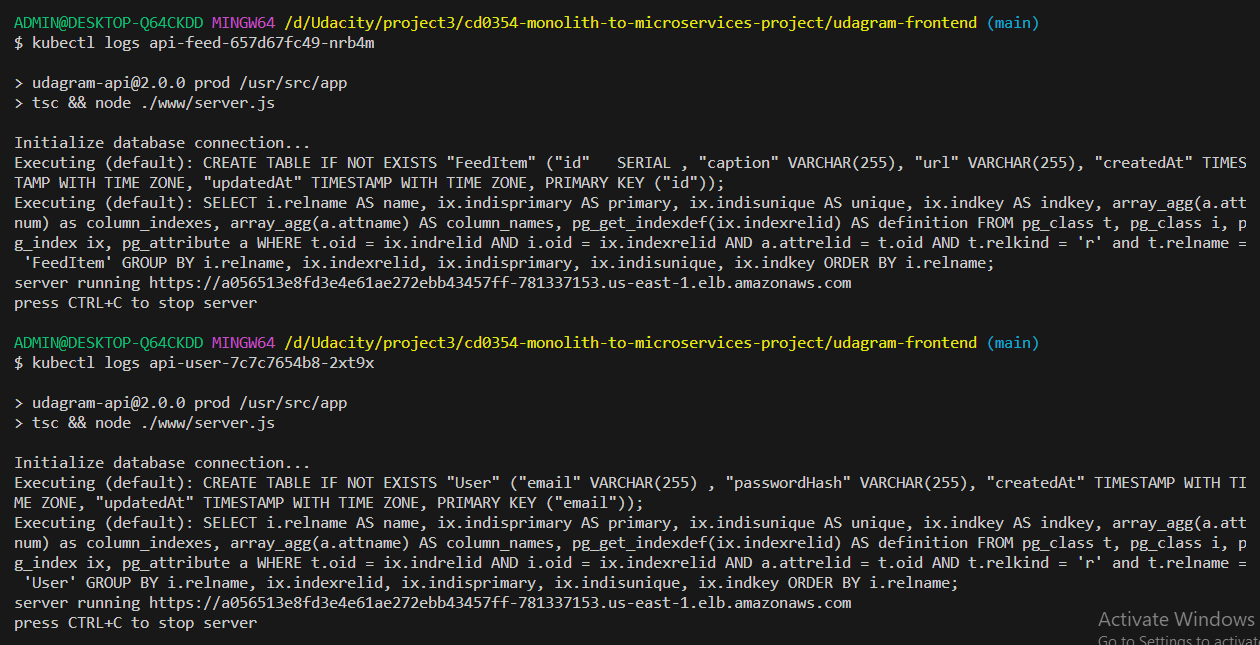 ADMIN@DESKTOP-Q64CKDD MINGW64 /d/Udacity/project3/cd0354-monolith-to-microservices-project/udagram-frontend (main)
$ kubectl logs api-feed-657d67fc49-nrb4m
> udagram-api@2.0.0 prod /usr/src/app
> tsc && node ./www/server.js
Initialize database connection...
Executing (default): CREATE TABLE IF NOT EXISTS "FeedItem" ("id"   SERIAL , "caption" VARCHAR(255), "url" VARCHAR(255), "createdAt" TIMES
TAMP WITH TIME ZONE, "updatedAt" TIMESTAMP WITH TIME ZONE, PRIMARY KEY ("id"));
Executing (default): SELECT i.relname AS name, ix.indisprimary AS primary, ix.indisunique AS unique, ix.indkey AS indkey, array_agg(a.att
num) as column_indexes, array_agg(a.attname) AS column_names, pg_get_indexdef(ix.indexrelid) AS definition FROM pg_class t, pg_class i, p
g_index ix, pg_attribute a WHERE t.oid = ix.indrelid AND i.oid = ix.indexrelid AND a.attrelid = t.oid AND t.relkind = 'r' and t.relname =
 'FeedItem' GROUP BY i.relname, ix.indexrelid, ix.indisprimary, ix.indisunique, ix.indkey ORDER BY i.relname;
server running https://a056513e8fd3e4e61ae272ebb43457ff-781337153.us-east-1.elb.amazonaws.com
press CTRL+C to stop server
ADMIN@DESKTOP-Q64CKDD MINGW64 /d/Udacity/project3/cd0354-monolith-to-microservices-project/udagram-frontend (main)
$ kubectl logs api-user-7c7c7654b8-2xt9x
> udagram-api@2.0.0 prod /usr/src/app
> tsc && node ./www/server.js
Initialize database connection...
Executing (default): CREATE TABLE IF NOT EXISTS "User" ("email" VARCHAR(255) , "passwordHash" VARCHAR(255), "createdAt" TIMESTAMP WITH TI
ME ZONE, "updatedAt" TIMESTAMP WITH TIME ZONE, PRIMARY KEY ("email"));
Executing (default): SELECT i.relname AS name, ix.indisprimary AS primary, ix.indisunique AS unique, ix.indkey AS indkey, array_agg(a.att
num) as column_indexes, array_agg(a.attname) AS column_names, pg_get_indexdef(ix.indexrelid) AS definition FROM pg_class t, pg_class i, p
g_index ix, pg_attribute a WHERE t.oid = ix.indrelid AND i.oid = ix.indexrelid AND a.attrelid = t.oid AND t.relkind = 'r' and t.relname =
 'User' GROUP BY i.relname, ix.indexrelid, ix.indisprimary, ix.indisunique, ix.indkey ORDER BY i.relname;
server running https://a056513e8fd3e4e61ae272ebb43457ff-781337153.us-east-1.elb.amazonaws.com
press CTRL+C to stop server
Activate Windows
Go to Settings to activat